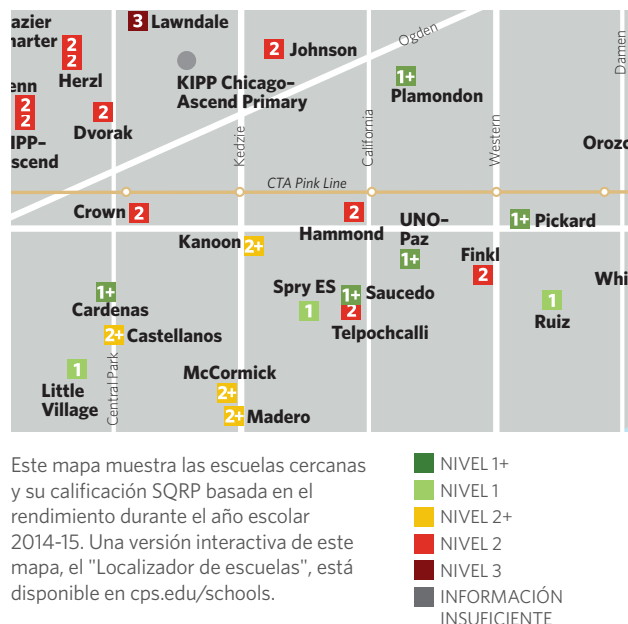 azier
harter
2
2
Herzl
3 Lawndale
2 Johnson
KIPP Chicago–
Ascend Primary
Ogden
1+
Plamondon
Damen
enn
2
2
IPP–
scend
2
Dvorak
Kedzie
California
Western
Orozc
CTA Pink Line
Crown 2
Kanoon 2+
2
Hammond
UNO–
Paz
1+
1+ Pickard
Finkl
2
Whi
1+
Cardenas
2+ Castellanos
Spry ES
1
1+ Saucedo
2
Telpochcalli
1
Ruiz
1
Little
Village
Central Park
McCormick
2+
2+ Madero
Este mapa muestra las escuelas cercanas
y su calificación SQRP basada en el
rendimiento durante el año escolar
2014-15. Una versión interactiva de este
mapa, el "Localizador de escuelas", está
disponible en cps.edu/schools.
NIVEL 1+
NIVEL 1
NIVEL 2+
NIVEL 2
NIVEL 3
INFORMACIÓN
INSUFICIENTE